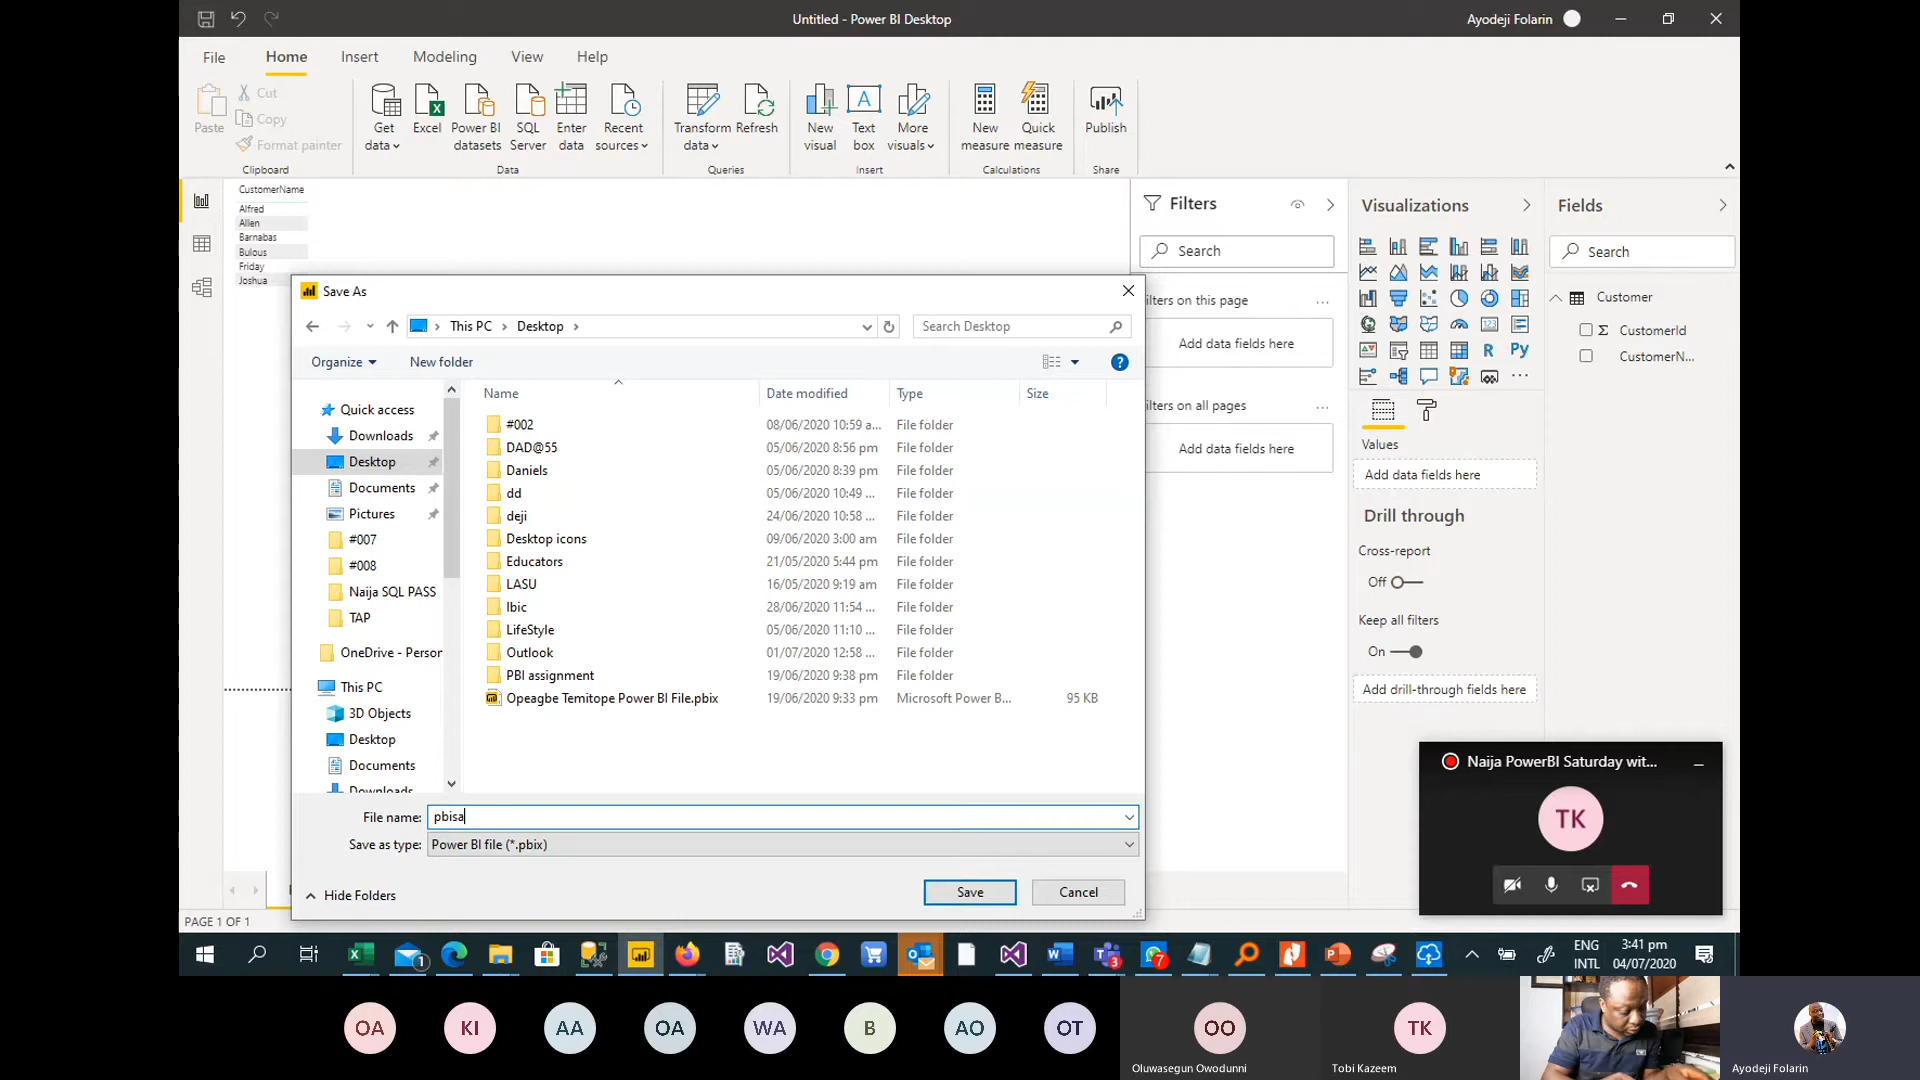 Untitled - Power BI Desktop
Ayodeji Folarin
File
Home
Insert
Modeling
View
Help
Paste
Cut
Copy
Format painter
Clipboard
Get data
Excel
Power BI datasets
SQL Server
Enter data
Recent sources
Data
Transform data
Refresh
Queries
New visual
Text box
More visuals
Insert
New measure
Quick measure
Calculations
Publish
Share
CustomerName
Alfred
Allen
Barnabas
Bulous
Friday
Joshua
Filters
Search
ilters on this page
Add data fields here
ilters on all pages
Add data fields here
Visualizations
R
Py
Values
Add data fields here
Drill through
Cross-report
Off
Keep all filters
On
Add drill-through fields here
Fields
Search
Customer
CustomerId
CustomerN...
Save As
This PC
Desktop
Search Desktop
Organize
New folder
Quick access
Downloads
Desktop
Documents
Pictures
#007
#008
Naija SQL PASS
TAP
OneDrive - Person
This PC
3D Objects
Desktop
Documents
Downloads
Name Date modified Type Size
#002 08/06/2020 10:59 a... File folder
DAD@55 05/06/2020 8:56 pm File folder
Daniels 05/06/2020 8:39 pm File folder
dd 05/06/2020 10:49 ... File folder
deji 24/06/2020 10:58 ... File folder
Desktop icons 09/06/2020 3:00 am File folder
Educators 21/05/2020 5:44 pm File folder
LASU 16/05/2020 9:19 am File folder
lbic 28/06/2020 11:54 ... File folder
LifeStyle 05/06/2020 11:10 ... File folder
Outlook 01/07/2020 12:58 ... File folder
PBI assignment 19/06/2020 9:38 pm File folder
Opeagbe Temitope Power BI File.pbix 19/06/2020 9:33 pm Microsoft Power B... 95 KB
File name: pbisa
Save as type: Power BI file (*.pbix)
Hide Folders
Save
Cancel
PAGE 1 OF 1
Naija PowerBI Saturday wit...
TK
ENG
INTL
3:41 pm
04/07/2020
OA
KI
AA
OA
WA
B
AO
OT
OO
TK
Oluwasegun Owodunni
Tobi Kazeem
Ayodeji Folarin